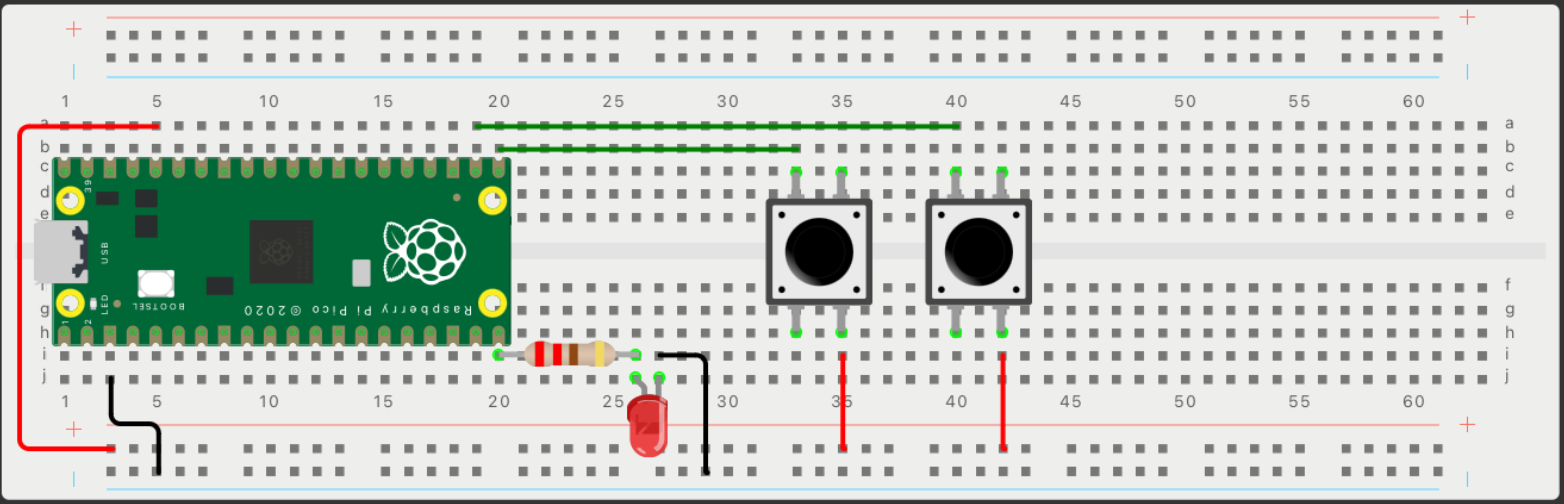 + +
1 5 10 15 20 25 30 35 40 45 50 55 60
a a
b b
c c
d d
e e
39
USB
BOOTSEL
LED
1
2
Raspberry Pi Pico © 2020
f
g g
h h
i i
j j
1 5 10 15 20 25 30 35 40 45 50 55 60
+ +